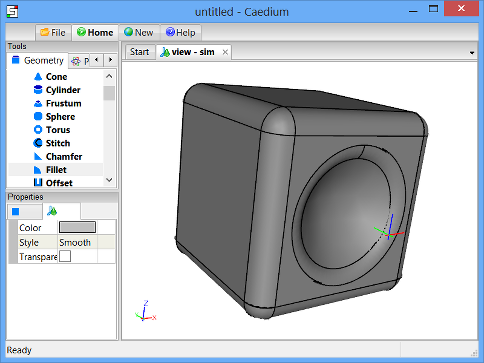 untitled - Caedium
File Home New Help
Tools
Geometry P
Start view - sim
Cone
Cylinder
Frustum
Sphere
Torus
Stitch
Chamfer
Fillet
Offset
Properties
Color
Style Smooth
Transpare
Z
X
Ready